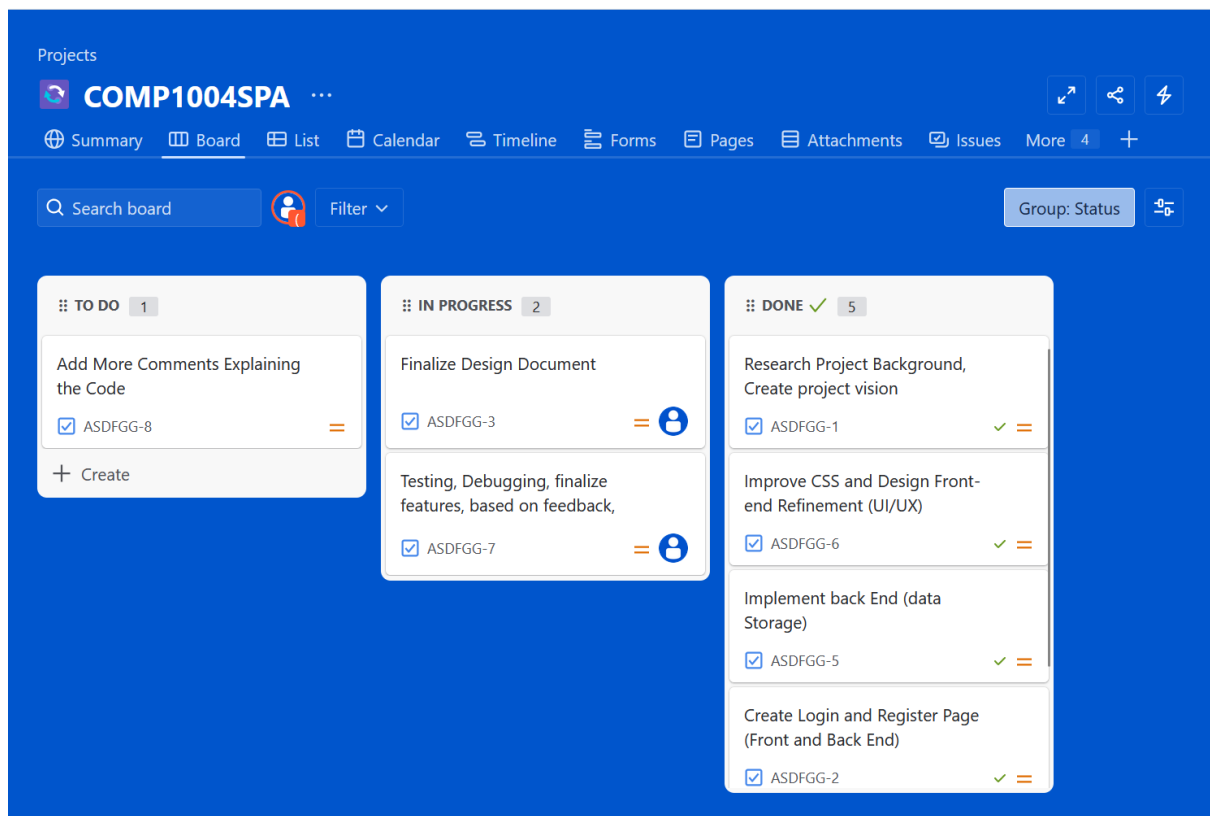 Projects
COMP1004SPA ...
Summary Board List Calendar Timeline Forms Pages Attachments Issues More 4
Search board ( Filter Group: Status
TO DO 1
Add More Comments Explaining
the Code
ASDFGG-8
Create
IN PROGRESS 2
Finalize Design Document
ASDFGG-3
Testing, Debugging, finalize
features, based on feedback,
ASDFGG-7
DONE 5
Research Project Background,
Create project vision
ASDFGG-1
Improve CSS and Design Front-
end Refinement (UI/UX)
ASDFGG-6
Implement back End (data
Storage)
ASDFGG-5
Create Login and Register Page
(Front and Back End)
ASDFGG-2